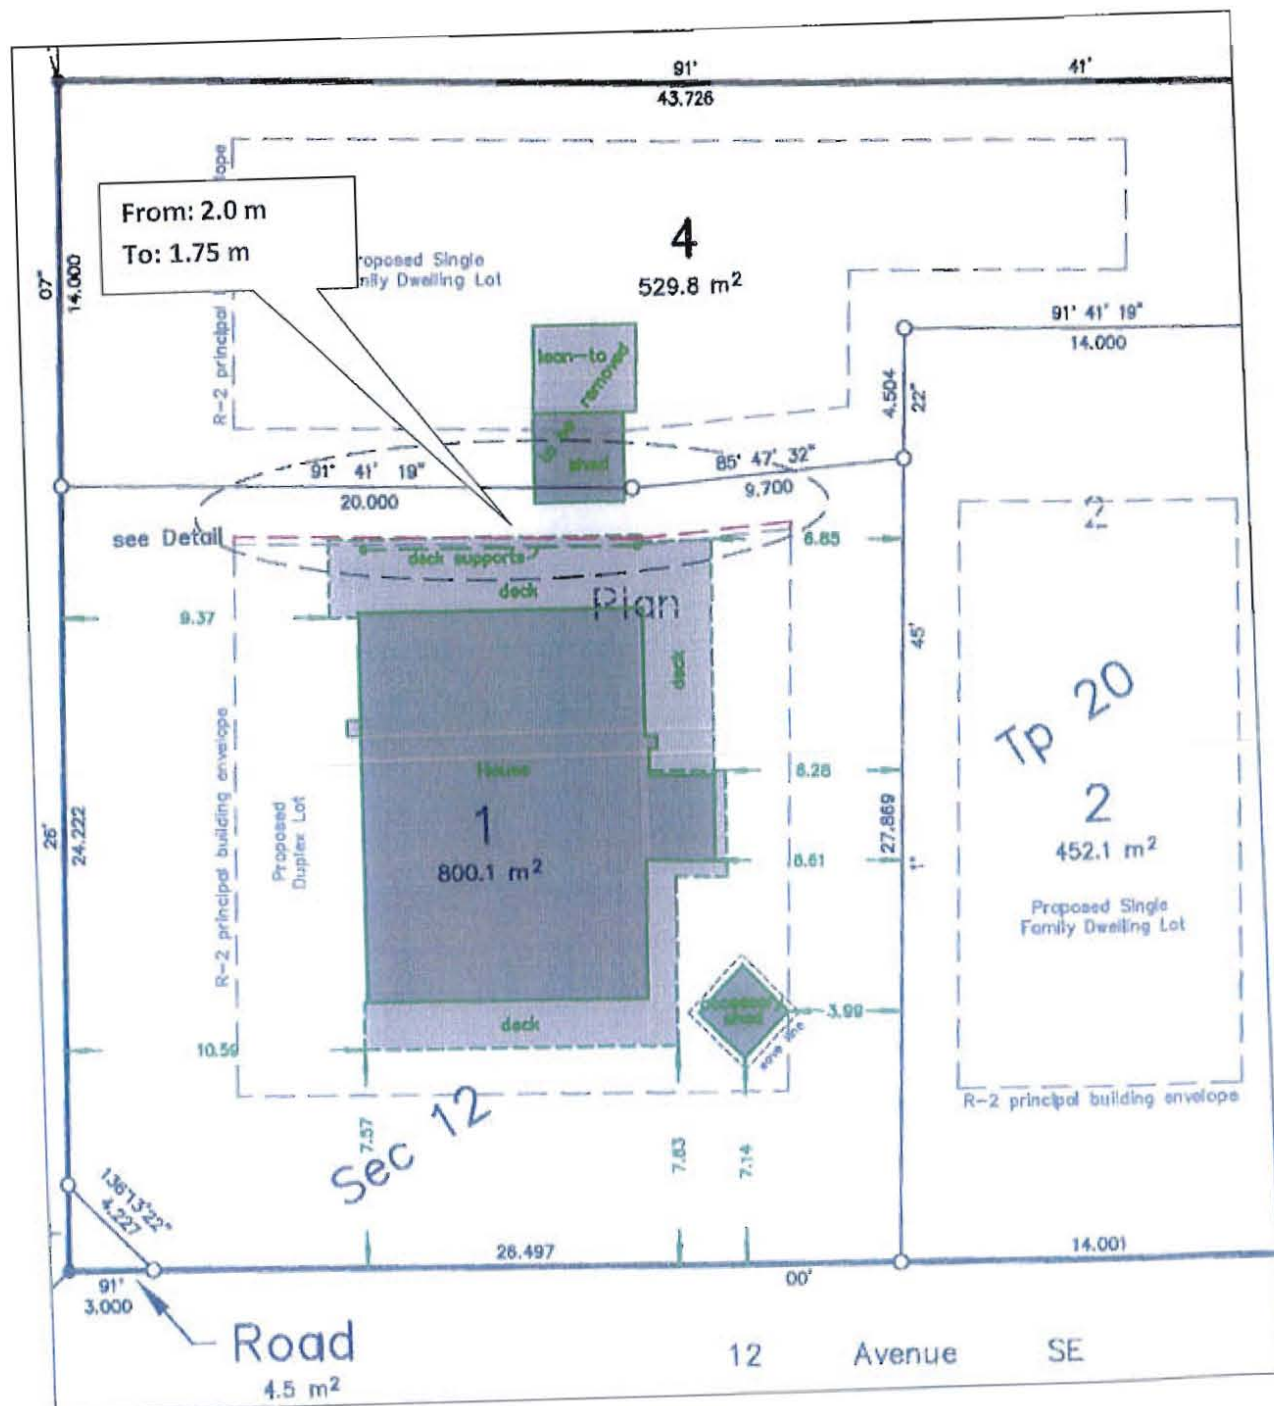 91'
41'
43.726
From: 2.0 m
To: 1.75 m
4
529.8 m²
Family Dwelling Lot
07"
14.000
R-2 principal
91° 41' 19"
14.000
lean-to
removed
to be
shed
4.504
22"
91° 41' 19"
20.000
85° 47' 32"
9.700
see Detail
deck supports
6.85
deck
Plan
2
9.37
deck
45'
Tp 20
R-2 principal building envelope
House
6.28
26'
24.222
Proposed
Duplex Lot
1
800.1 m²
6.61
27.869
1"
2
452.1 m²
Proposed Single
Family Dwelling Lot
accessory
shed
eave line
3.99
deck
10.59
R-2 principal building envelope
Sec 12
7.57
7.83
7.14
136°13'22"
4.227
26.497
00'
14.001
91°
3.000
Road
4.5 m²
12 Avenue SE